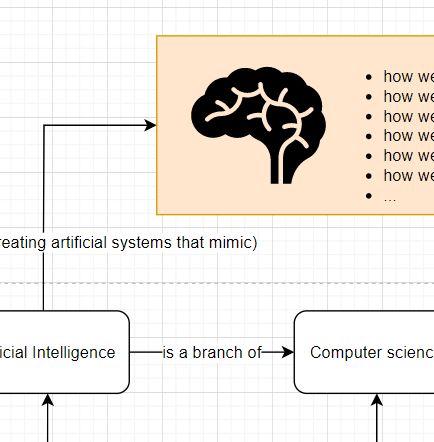 how we
how we
how we
how we
how we
how we
...
reating artificial systems that mimic)
icial Intelligence
is a branch of
Computer scienc